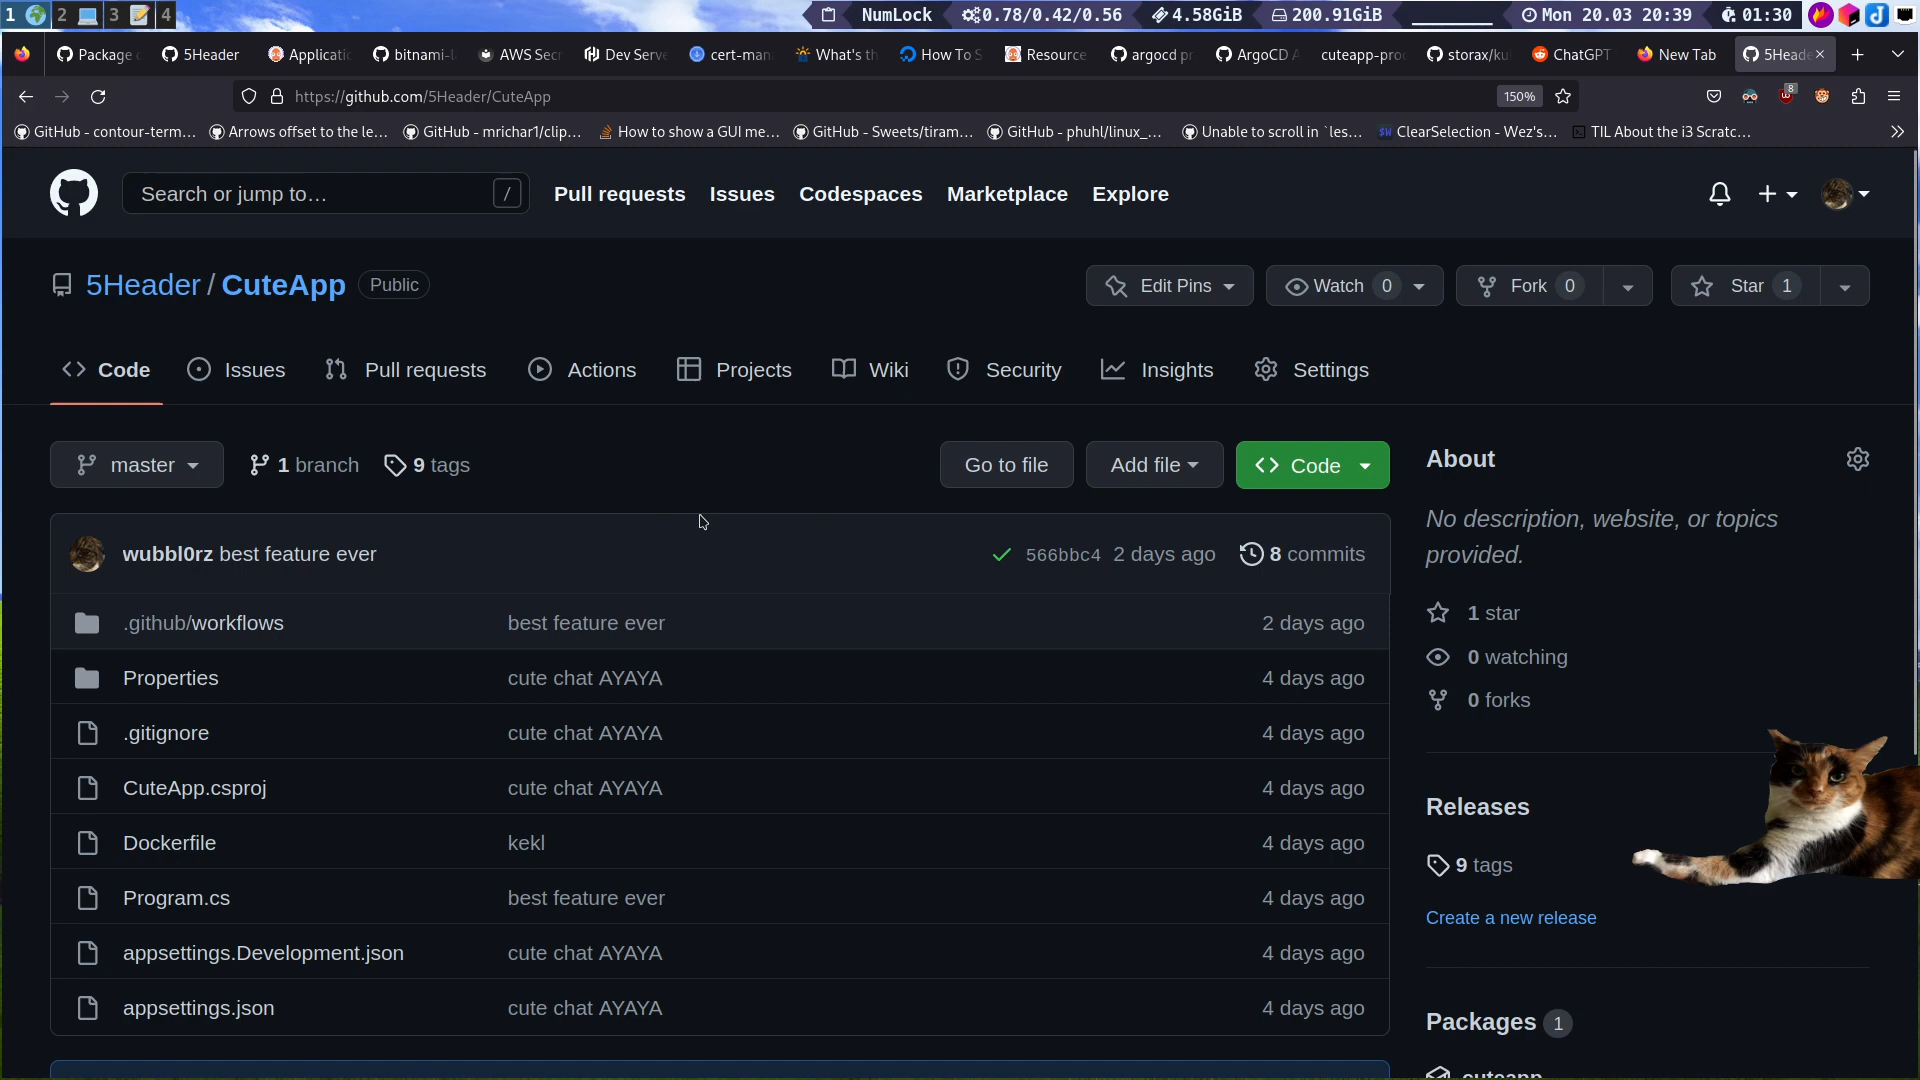 1 2 3 4 NumLock 0.78/0.42/0.56 4.58GiB 200.91GiB Mon 20.03 20:39 01:30
Package 5Header Applicati bitnami-l AWS Sec Dev Serve cert-man What's th How To S Resource argocd pr ArgoCD A cuteapp-proc storax/ku ChatGPT New Tab 5Heade
https://github.com/5Header/CuteApp 150% 8
GitHub - contour-term... Arrows offset to the le... GitHub - mrichar1/clip... How to show a GUI me... GitHub - Sweets/tiram... GitHub - phuhl/linux_... Unable to scroll in `les... ClearSelection - Wez's... TIL About the i3 Scratc...
Search or jump to… / Pull requests Issues Codespaces Marketplace Explore
5Header / CuteApp Public Edit Pins Watch 0 Fork 0 Star 1
Code Issues Pull requests Actions Projects Wiki Security Insights Settings
master 1 branch 9 tags Go to file Add file Code
wubbl0rz best feature ever 566bbc4 2 days ago 8 commits
.github/workflows best feature ever 2 days ago
Properties cute chat AYAYA 4 days ago
.gitignore cute chat AYAYA 4 days ago
CuteApp.csproj cute chat AYAYA 4 days ago
Dockerfile kekl 4 days ago
Program.cs best feature ever 4 days ago
appsettings.Development.json cute chat AYAYA 4 days ago
appsettings.json cute chat AYAYA 4 days ago
About
No description, website, or topics
provided.
1 star
0 watching
0 forks
Releases
9 tags
Create a new release
Packages 1
cuteapp